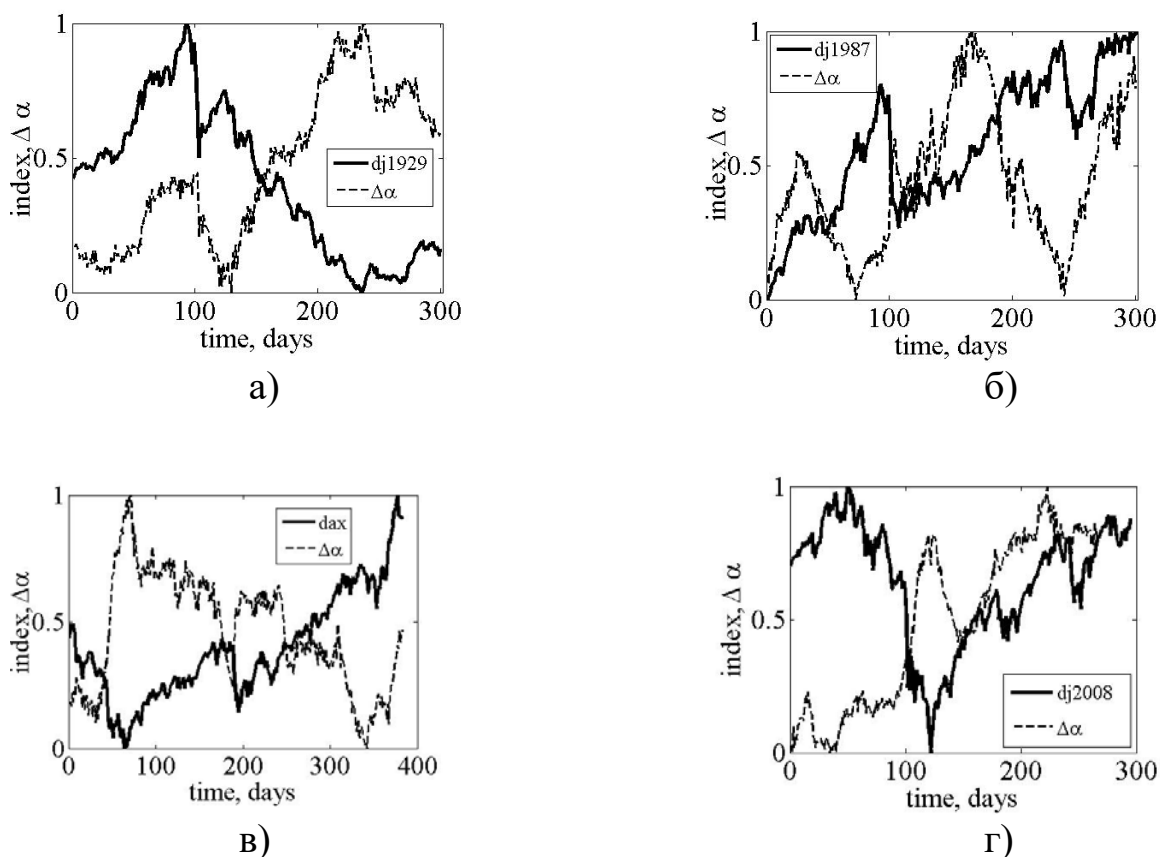 index, Δ α
1
0.5
0
dj1929
Δα
0 100 200 300
time, days
а)
index, Δ α
1
0.5
0
dj1987
Δα
0 100 200 300
time, days
б)
index, Δα
1
0.5
0
dax
Δα
0 100 200 300 400
time, days
в)
index, Δ α
1
0.5
0
dj2008
Δα
0 100 200 300
time, days
г)